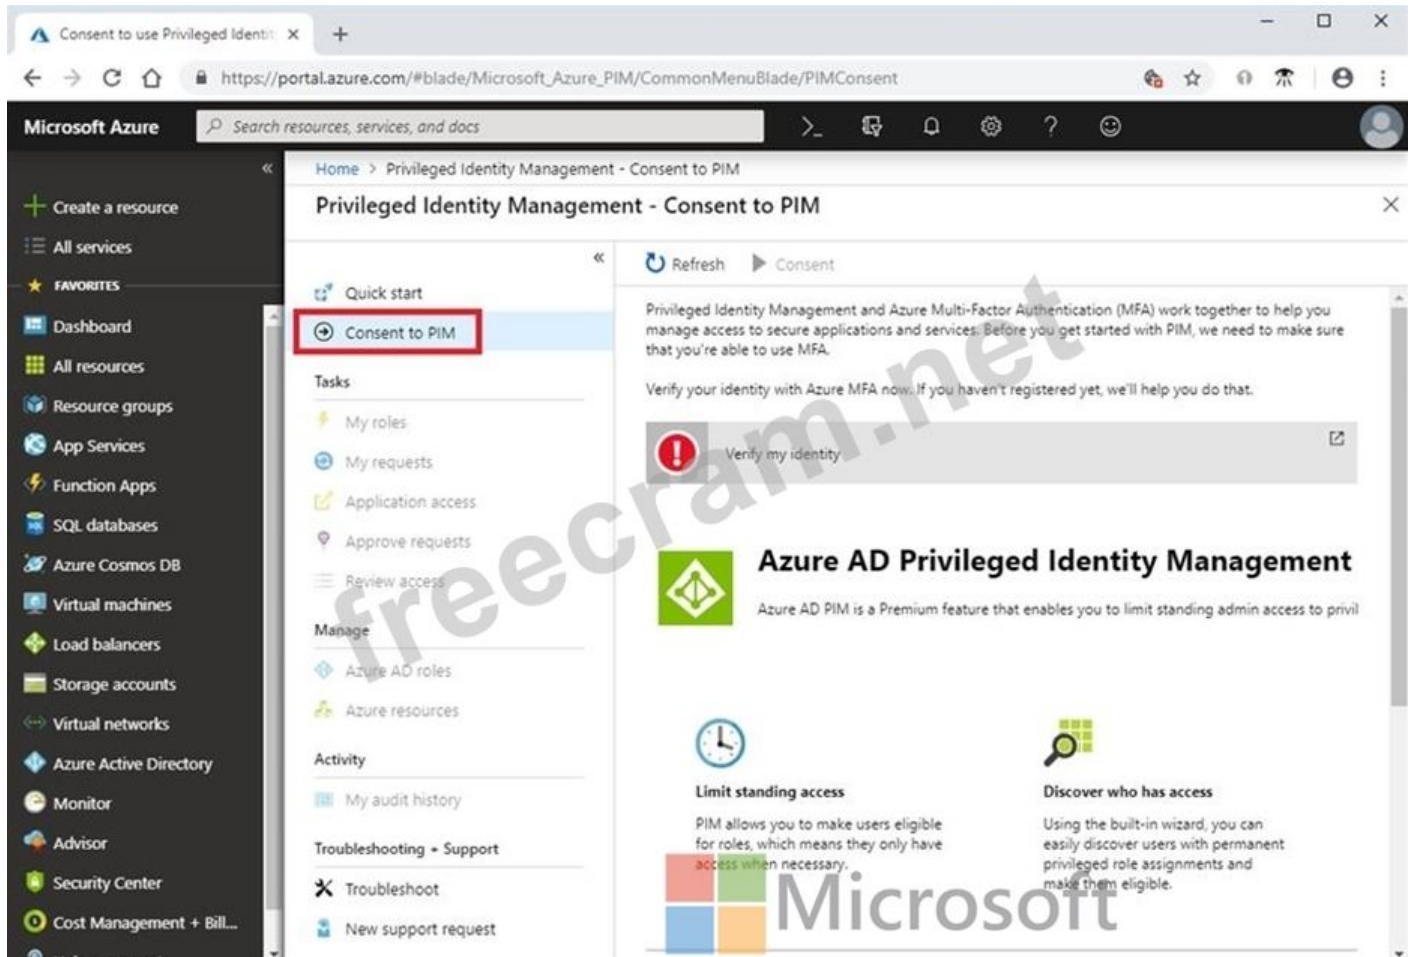 Consent to use Privileged Identit
https://portal.azure.com/#blade/Microsoft_Azure_PIM/CommonMenuBlade/PIMConsent
Microsoft Azure
Search resources, services, and docs
Create a resource
All services
FAVORITES
Dashboard
All resources
Resource groups
App Services
Function Apps
SQL databases
Azure Cosmos DB
Virtual machines
Load balancers
Storage accounts
Virtual networks
Azure Active Directory
Monitor
Advisor
Security Center
Cost Management + Bill...
Home > Privileged Identity Management - Consent to PIM
Privileged Identity Management - Consent to PIM
Quick start
Consent to PIM
Tasks
My roles
My requests
Application access
Approve requests
Review access
Manage
Azure AD roles
Azure resources
Activity
My audit history
Troubleshooting + Support
Troubleshoot
New support request
Refresh
Consent
Privileged Identity Management and Azure Multi-Factor Authentication (MFA) work together to help you
manage access to secure applications and services. Before you get started with PIM, we need to make sure
that you're able to use MFA.
Verify your identity with Azure MFA now. If you haven't registered yet, we'll help you do that.
Verify my identity
Azure AD Privileged Identity Management
Azure AD PIM is a Premium feature that enables you to limit standing admin access to privil
Limit standing access
PIM allows you to make users eligible
for roles, which means they only have
access when necessary.
Discover who has access
Using the built-in wizard, you can
easily discover users with permanent
privileged role assignments and
make them eligible.
freecram.net
Microsoft